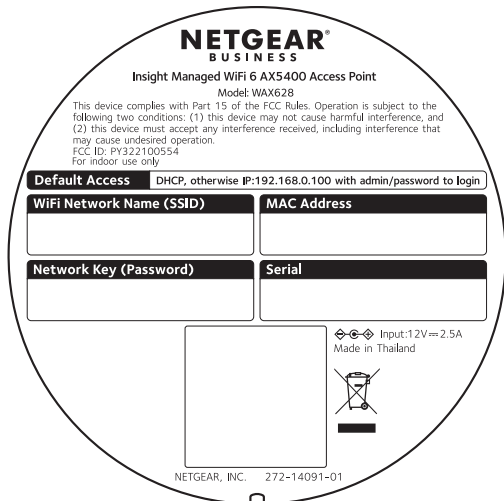 NETGEAR®
BUSINESS
Insight Managed WiFi 6 AX5400 Access Point
Model: WAX628
This device complies with Part 15 of the FCC Rules. Operation is subject to the
following two conditions: (1) this device may not cause harmful interference, and
(2) this device must accept any interference received, including interference that
may cause undesired operation.
FCC ID: PY322100554
For indoor use only
Default Access DHCP, otherwise IP:192.168.0.100 with admin/password to login
WiFi Network Name (SSID) MAC Address
Network Key (Password) Serial
Input:12V⎓2.5A
Made in Thailand
NETGEAR, INC. 272-14091-01